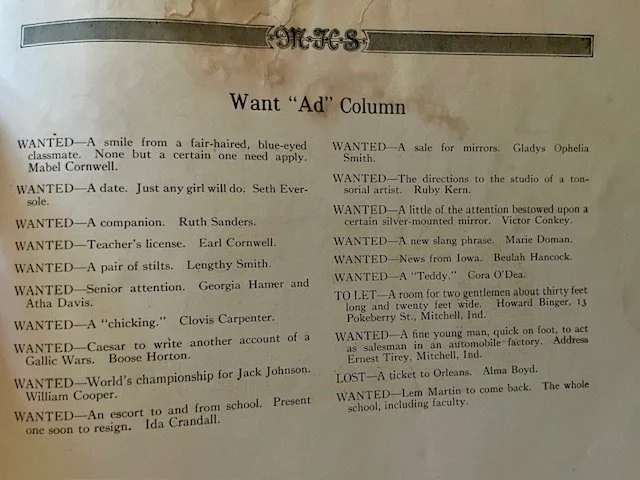 M·H·S
Want "Ad" Column
WANTED—A smile from a fair-haired, blue-eyed
classmate. None but a certain one need apply.
Mabel Cornwell.
WANTED—A date. Just any girl will do. Seth Ever-
sole.
WANTED—A companion. Ruth Sanders.
WANTED—Teacher's license. Earl Cornwell.
WANTED—A pair of stilts. Lengthy Smith.
WANTED—Senior attention. Georgia Hamer and
Atha Davis.
WANTED—A "chicking." Clovis Carpenter.
WANTED—Caesar to write another account of a
Gallic Wars. Boose Horton.
WANTED—World's championship for Jack Johnson.
William Cooper.
WANTED—An escort to and from school. Present
one soon to resign. Ida Crandall.
WANTED—A sale for mirrors. Gladys Ophelia
Smith.
WANTED—The directions to the studio of a ton-
sorial artist. Ruby Kern.
WANTED—A little of the attention bestowed upon a
certain silver-mounted mirror. Victor Conkey.
WANTED—A new slang phrase. Marie Doman.
WANTED—News from Iowa. Beulah Hancock.
WANTED—A "Teddy." Cora O'Dea.
TO LET—A room for two gentlemen about thirty feet
long and twenty feet wide. Howard Binger, 13
Pokeberry St., Mitchell, Ind.
WANTED—A fine young man, quick on foot, to act
as salesman in an automobile factory. Address
Ernest Tirey, Mitchell, Ind.
LOST—A ticket to Orleans. Alma Boyd.
WANTED—Lem Martin to come back. The whole
school, including faculty.